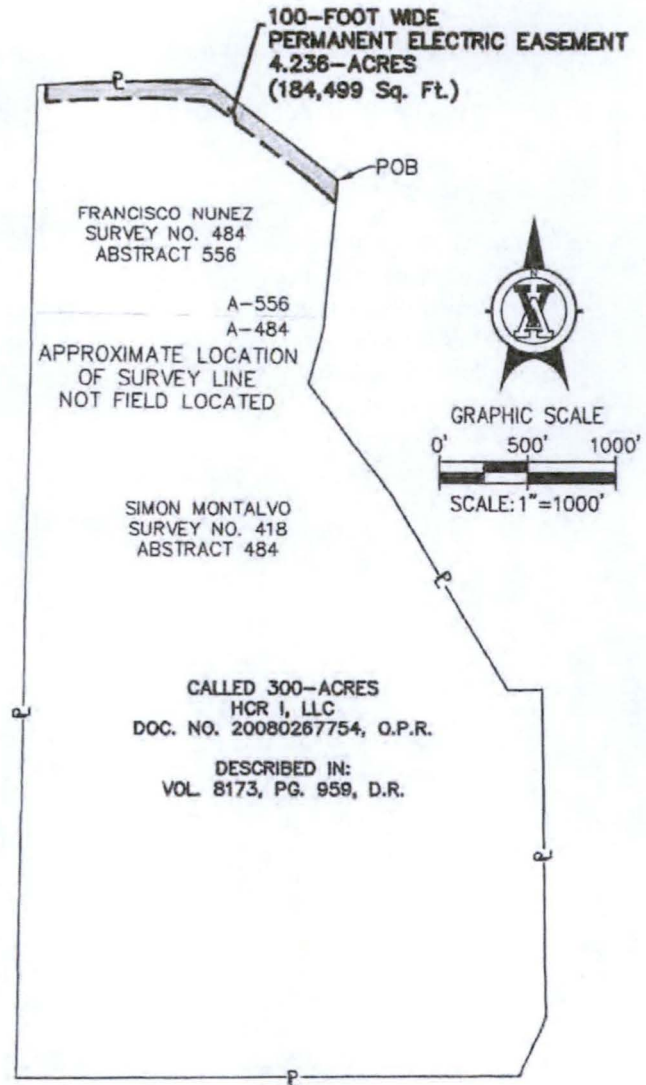 100-FOOT WIDE
PERMANENT ELECTRIC EASEMENT
4.236-ACRES
(184,499 Sq. Ft.)
POB
FRANCISCO NUNEZ
SURVEY NO. 484
ABSTRACT 556
A-556
A-484
APPROXIMATE LOCATION
OF SURVEY LINE
NOT FIELD LOCATED
N
GRAPHIC SCALE
0' 500' 1000'
SCALE: 1"=1000'
SIMON MONTALVO
SURVEY NO. 418
ABSTRACT 484
CALLED 300-ACRES
HCR I, LLC
DOC. NO. 20080267754, O.P.R.
DESCRIBED IN:
VOL. 8173, PG. 959, D.R.